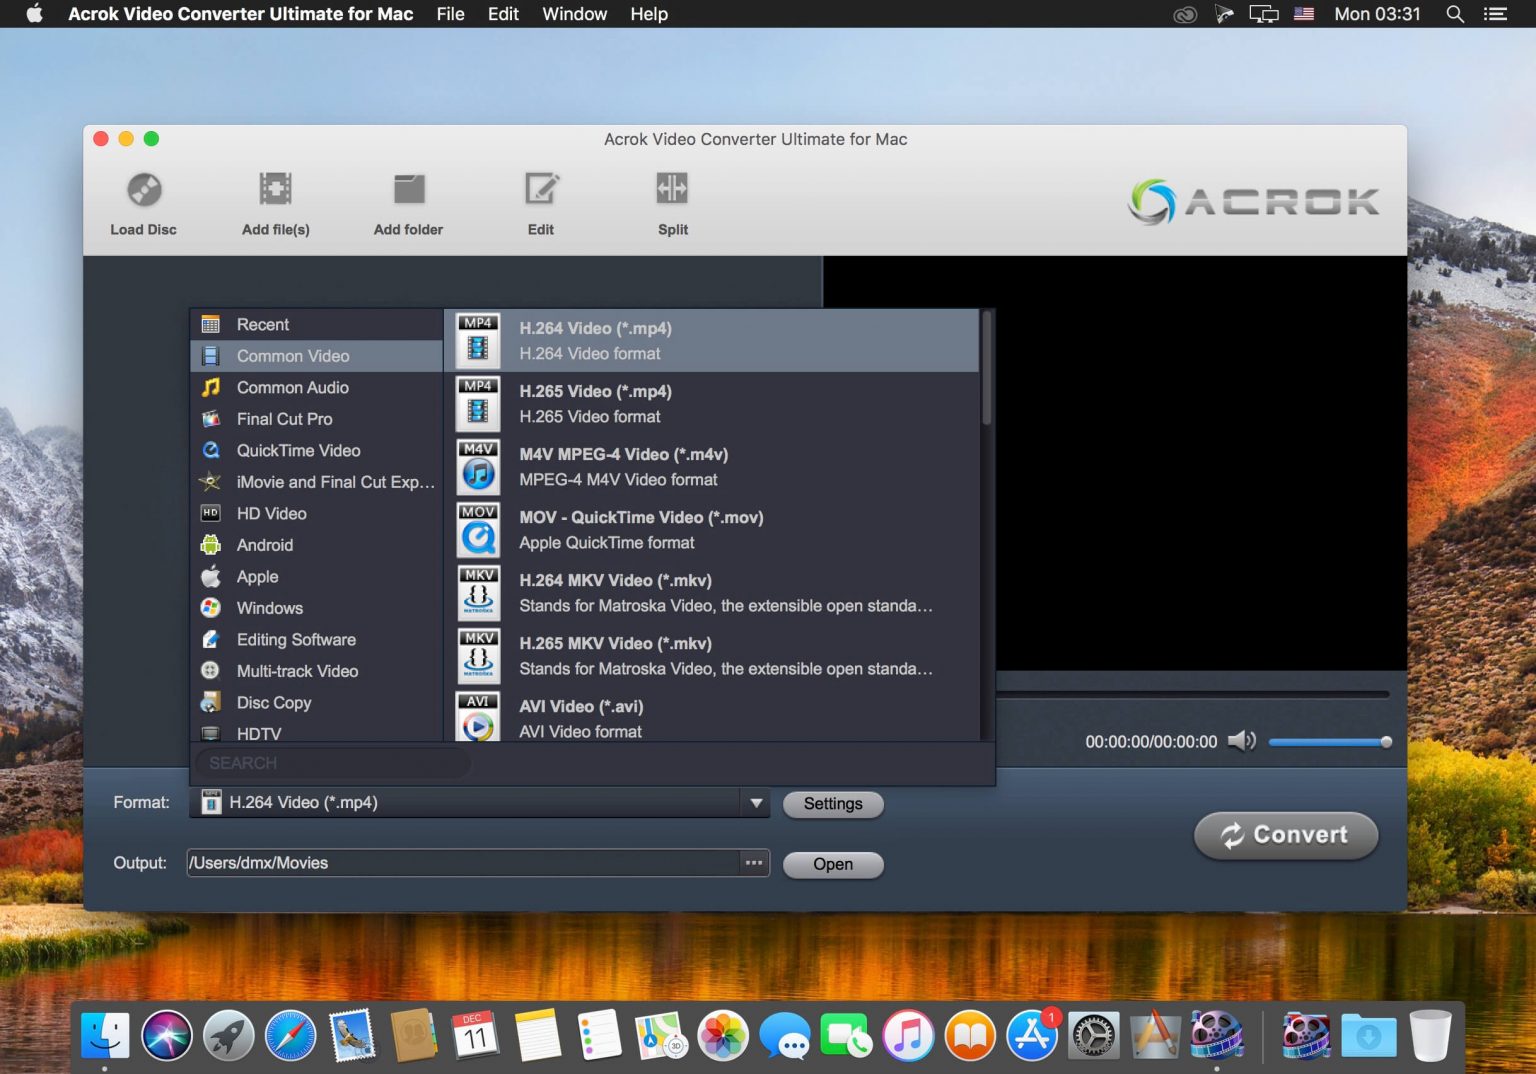 Acrok Video Converter Ultimate for Mac File Edit Window Help Mon 03:31
Acrok Video Converter Ultimate for Mac
Load Disc Add file(s) Add folder Edit Split
ACROK
Recent
Common Video
Common Audio
Final Cut Pro
QuickTime Video
iMovie and Final Cut Exp...
HD Video
HD
Android
Apple
Windows
Editing Software
Multi-track Video
Disc Copy
HDTV
MP4
H.264 Video (*.mp4)
H.264 Video format
MP4
H.265 Video (*.mp4)
H.265 Video format
M4V
M4V MPEG-4 Video (*.m4v)
MPEG-4 M4V Video format
MOV
MOV - QuickTime Video (*.mov)
Apple QuickTime format
MKV
MATROSKA
H.264 MKV Video (*.mkv)
Stands for Matroska Video, the extensible open standa...
MKV
MATROSKA
H.265 MKV Video (*.mkv)
Stands for Matroska Video, the extensible open standa...
AVI
AVI Video (*.avi)
AVI Video format
SEARCH
00:00:00/00:00:00
Format: H.264 Video (*.mp4) Settings
Convert
Output: /Users/dmx/Movies ... Open
DEC
11
3D
1